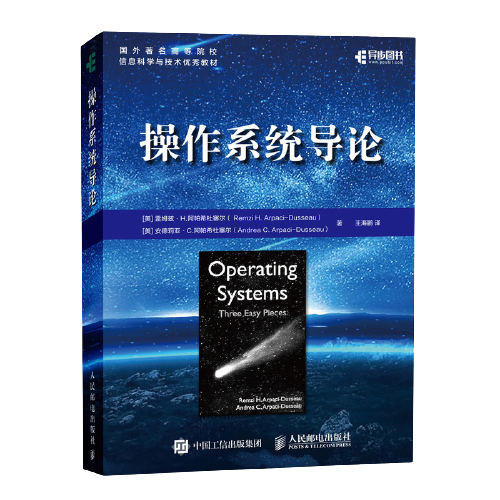 国外著名高等院校
信息科学与技术优秀教材
异步图书
www.epubit.com
操作系统导论
[美] 雷姆兹·H.阿帕希杜塞尔 ( Remzi H. Arpaci-Dusseau )
[美] 安德莉亚·C.阿帕希杜塞尔 ( Andrea C. Arpaci-Dusseau )
著 王海鹏 译
Operating
Systems
Three Easy Pieces
Remzi H. Arpaci-Dusseau
Andrea C. Arpaci-Dusseau
中国工信出版集团
人民邮电出版社
POSTS & TELECOM PRESS
操作系统导论
人民邮电出版社